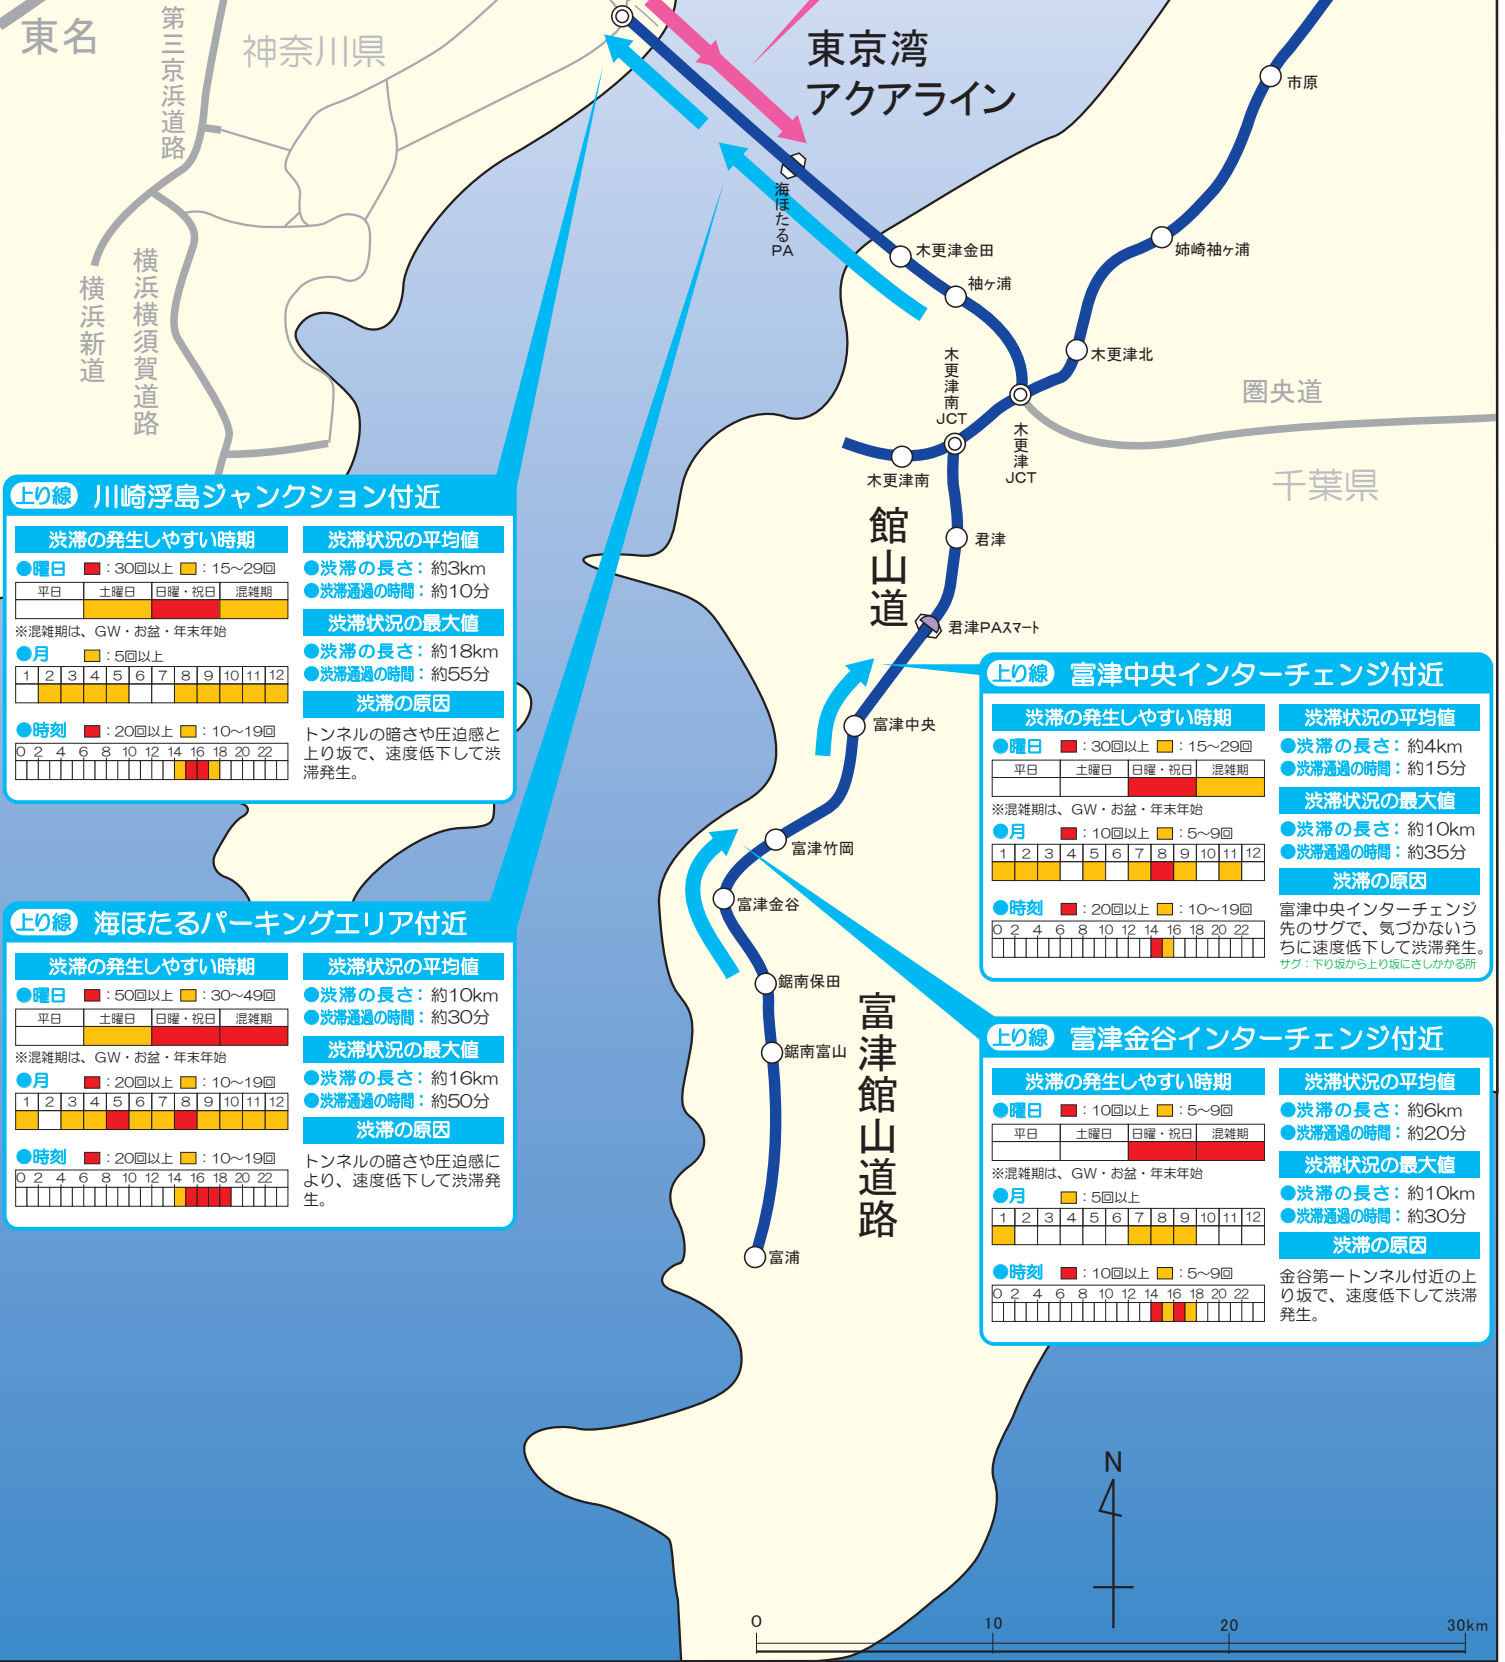 東名
第三京浜道路
神奈川県
東京湾
アクアライン
市原
海ほたる
PA
木更津金田
姉崎袖ヶ浦
袖ヶ浦
横浜新道
横浜横須賀道路
木更津南
JCT
木更津北
圏央道
木更津
JCT
木更津南
千葉県
館山道
君津
君津PAスマート
富津中央
富津竹岡
富津金谷
鋸南保田
鋸南富山
富津館山道路
富浦
上り線 川崎浮島ジャンクション付近
渋滞の発生しやすい時期
●曜日 ：30回以上 ：15〜29回
平日 土曜日 日曜・祝日 混雑期
※混雑期は、GW・お盆・年末年始
●月 ：5回以上
1 2 3 4 5 6 7 8 9 10 11 12
●時刻 ：20回以上 ：10〜19回
0 2 4 6 8 10 12 14 16 18 20 22
渋滞状況の平均値
●渋滞の長さ：約3km
●渋滞通過の時間：約10分
渋滞状況の最大値
●渋滞の長さ：約18km
●渋滞通過の時間：約55分
渋滞の原因
トンネルの暗さや圧迫感と
上り坂で、速度低下して渋
滞発生。
上り線 海ほたるパーキングエリア付近
渋滞の発生しやすい時期
●曜日 ：50回以上 ：30〜49回
平日 土曜日 日曜・祝日 混雑期
※混雑期は、GW・お盆・年末年始
●月 ：20回以上 ：10〜19回
1 2 3 4 5 6 7 8 9 10 11 12
●時刻 ：20回以上 ：10〜19回
0 2 4 6 8 10 12 14 16 18 20 22
渋滞状況の平均値
●渋滞の長さ：約10km
●渋滞通過の時間：約30分
渋滞状況の最大値
●渋滞の長さ：約16km
●渋滞通過の時間：約50分
渋滞の原因
トンネルの暗さや圧迫感に
より、速度低下して渋滞発
生。
上り線 富津中央インターチェンジ付近
渋滞の発生しやすい時期
●曜日 ：30回以上 ：15〜29回
平日 土曜日 日曜・祝日 混雑期
※混雑期は、GW・お盆・年末年始
●月 ：10回以上 ：5〜9回
1 2 3 4 5 6 7 8 9 10 11 12
●時刻 ：20回以上 ：10〜19回
0 2 4 6 8 10 12 14 16 18 20 22
渋滞状況の平均値
●渋滞の長さ：約4km
●渋滞通過の時間：約15分
渋滞状況の最大値
●渋滞の長さ：約10km
●渋滞通過の時間：約35分
渋滞の原因
富津中央インターチェンジ
先のサグで、気づかないう
ちに速度低下して渋滞発生。
サグ：下り坂から上り坂にさしかかる所
上り線 富津金谷インターチェンジ付近
渋滞の発生しやすい時期
●曜日 ：10回以上 ：5〜9回
平日 土曜日 日曜・祝日 混雑期
※混雑期は、GW・お盆・年末年始
●月 ：5回以上
1 2 3 4 5 6 7 8 9 10 11 12
●時刻 ：10回以上 ：5〜9回
0 2 4 6 8 10 12 14 16 18 20 22
渋滞状況の平均値
●渋滞の長さ：約6km
●渋滞通過の時間：約20分
渋滞状況の最大値
●渋滞の長さ：約10km
●渋滞通過の時間：約30分
渋滞の原因
金谷第一トンネル付近の上
り坂で、速度低下して渋滞
発生。
N
0 10 20 30km